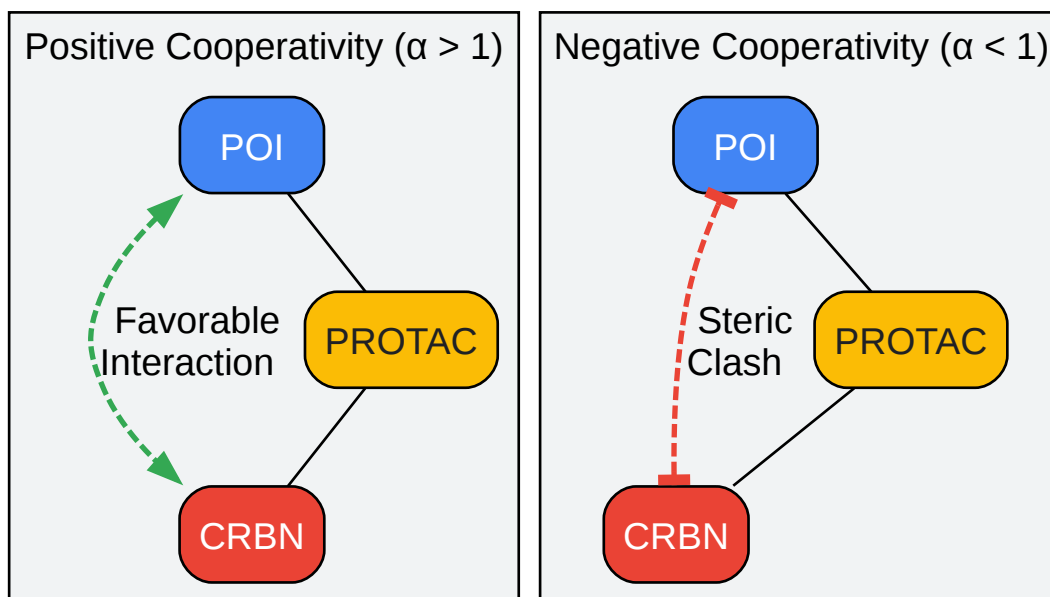 Positive Cooperativity (α > 1)
POI
Favorable
Interaction
PROTAC
CRBN
Negative Cooperativity (α < 1)
POI
Steric
Clash
PROTAC
CRBN